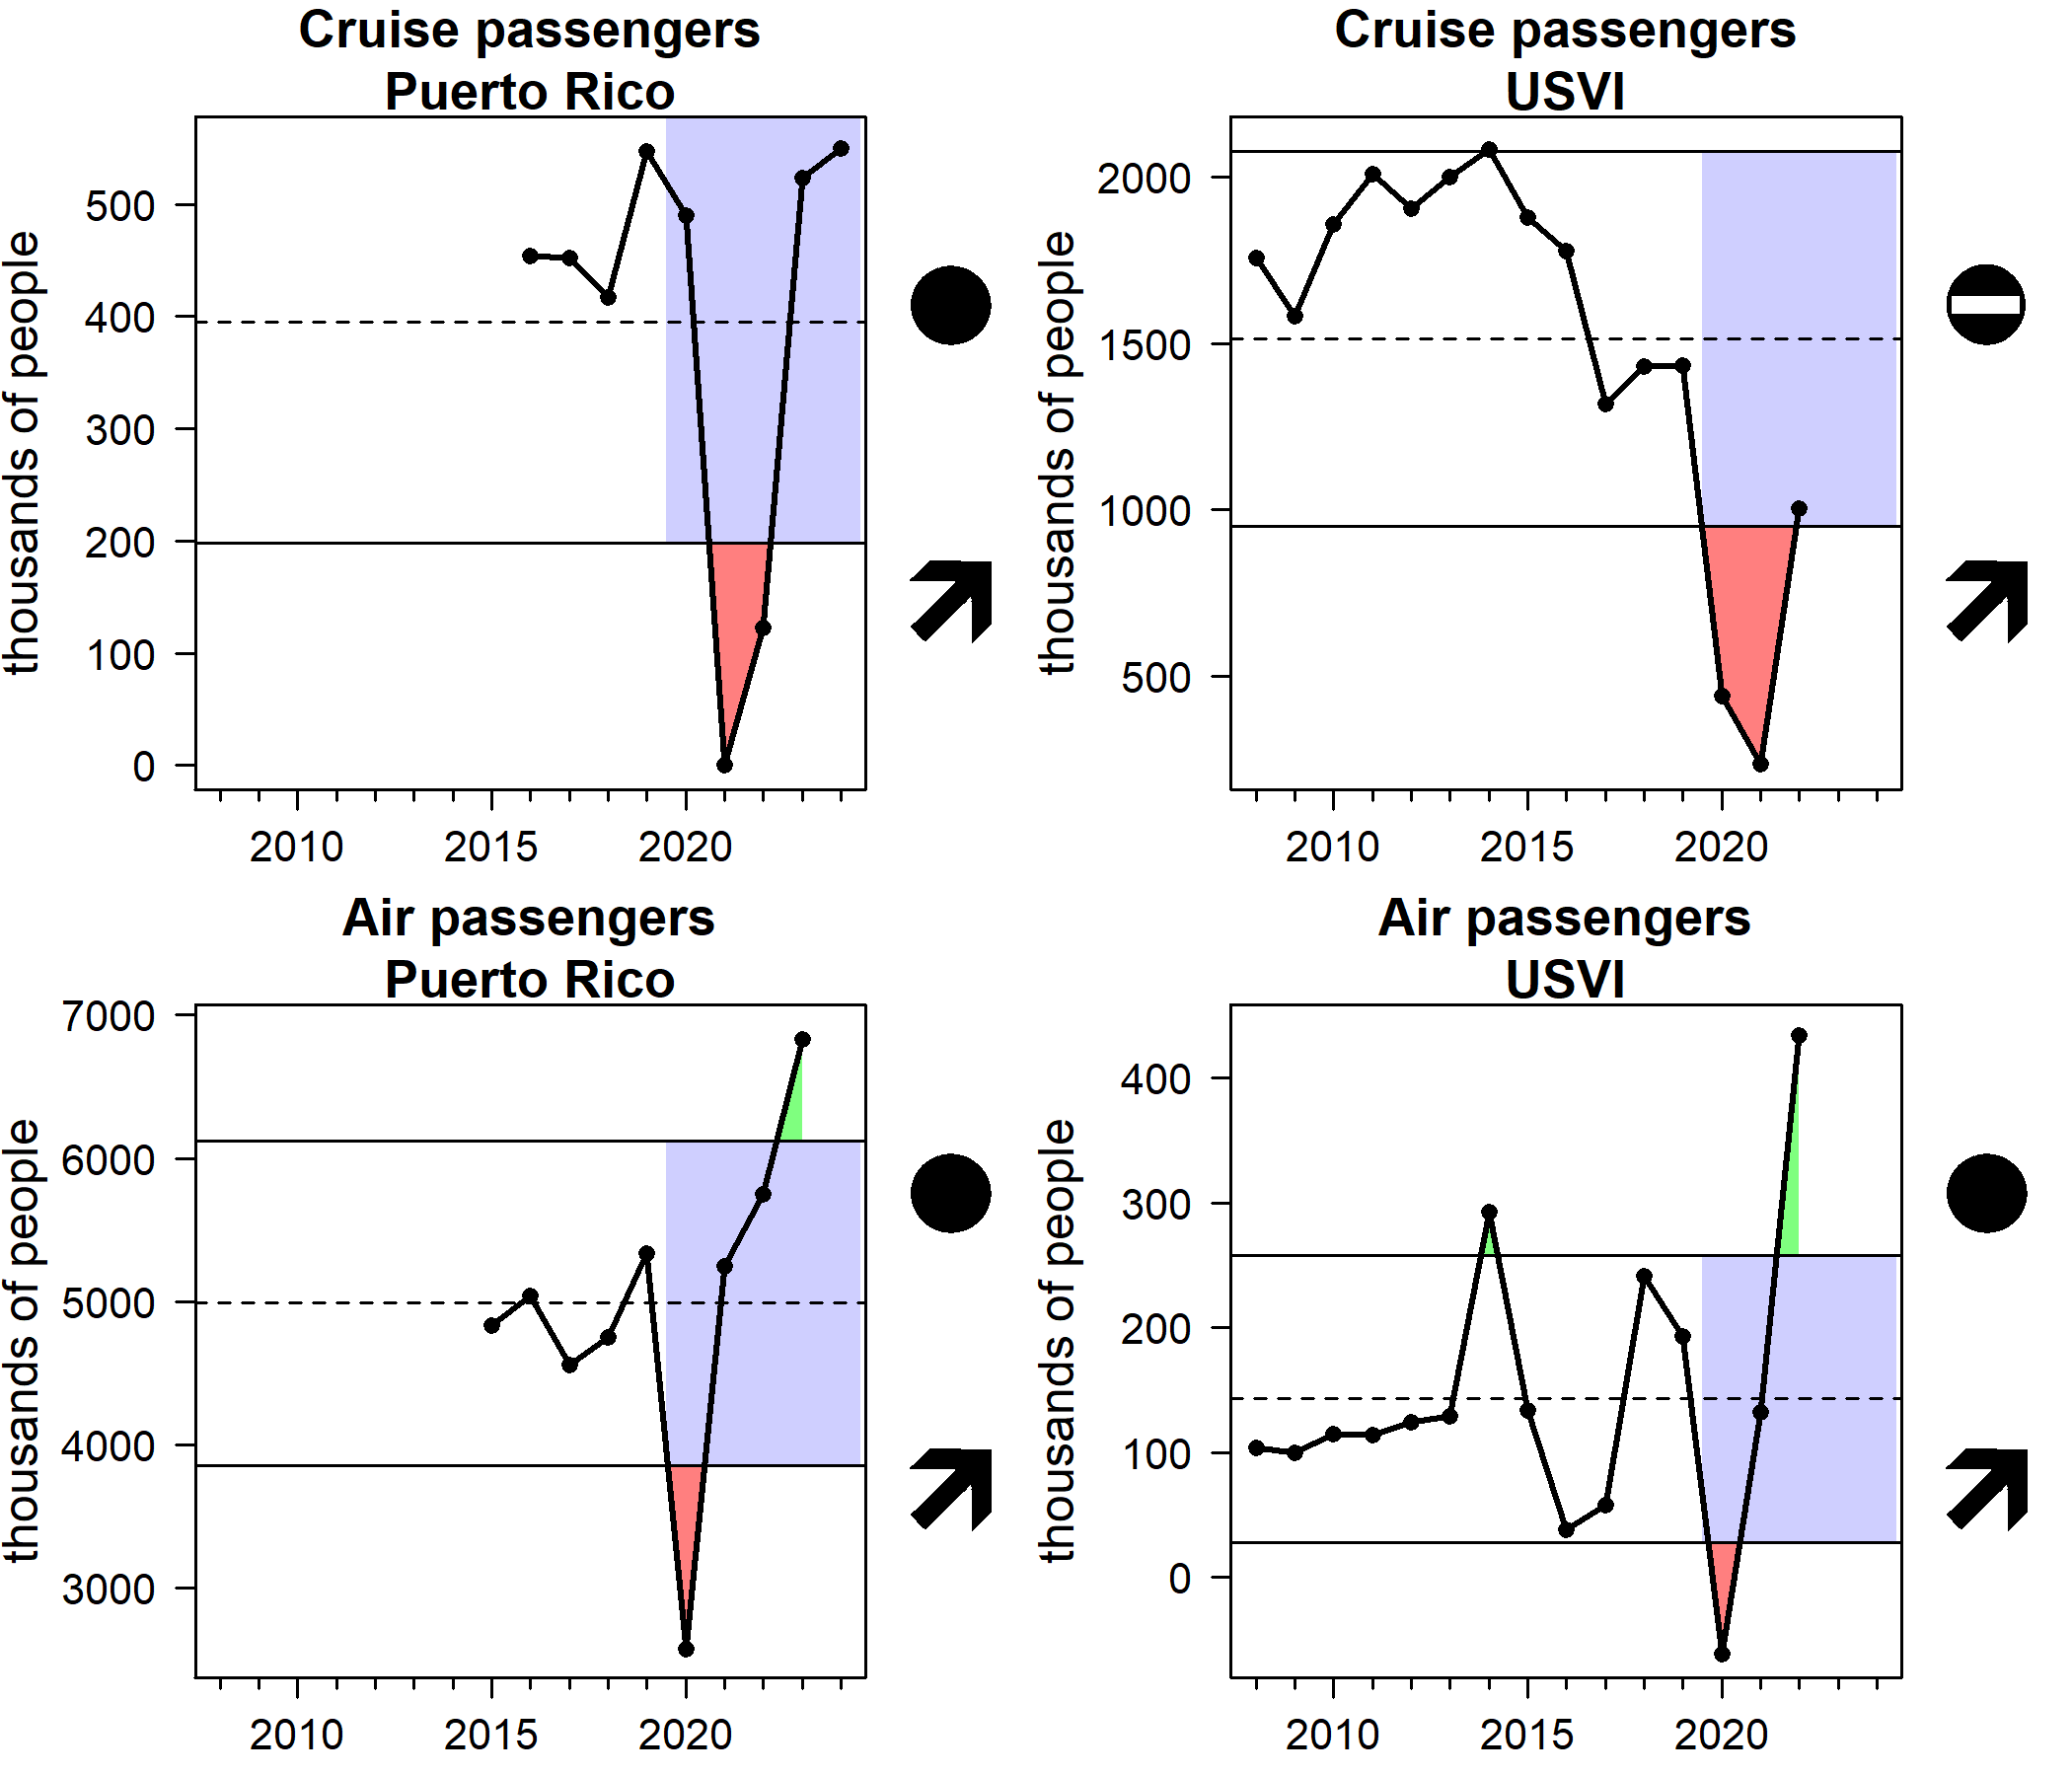 Cruise passengers
Puerto Rico
thousands of people
500
400
300
200
100
0
2010 2015 2020
Cruise passengers
USVI
thousands of people
2000
1500
1000
500
2010 2015 2020
Air passengers
Puerto Rico
thousands of people
7000
6000
5000
4000
3000
2010 2015 2020
Air passengers
USVI
thousands of people
400
300
200
100
0
2010 2015 2020